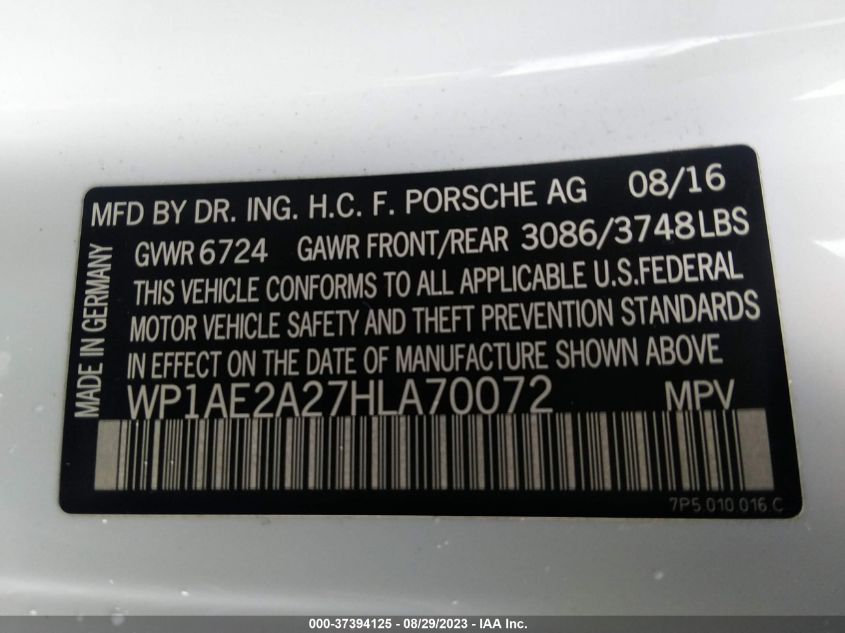 MFD BY DR. ING. H.C. F. PORSCHE AG 08/16
GVWR 6724 GAWR FRONT/REAR 3086/3748LBS
THIS VEHICLE CONFORMS TO ALL APPLICABLE U.S.FEDERAL
MOTOR VEHICLE SAFETY AND THEFT PREVENTION STANDARDS
IN EFFECT ON THE DATE OF MANUFACTURE SHOWN ABOVE
WP1AE2A27HLA70072 MPV
MADE IN GERMANY
7P5 010 016 C
000-37394125 - 08/29/2023 - IAA Inc.